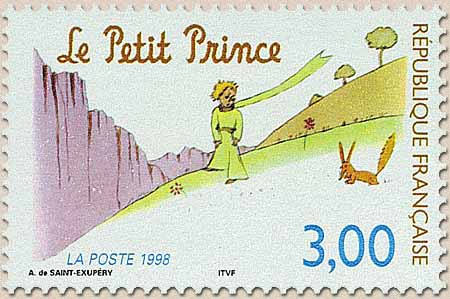 Le Petit Prince
RÉPUBLIQUE FRANÇAISE
3,00
LA POSTE 1998
A. de SAINT-EXUPÉRY
ITVF